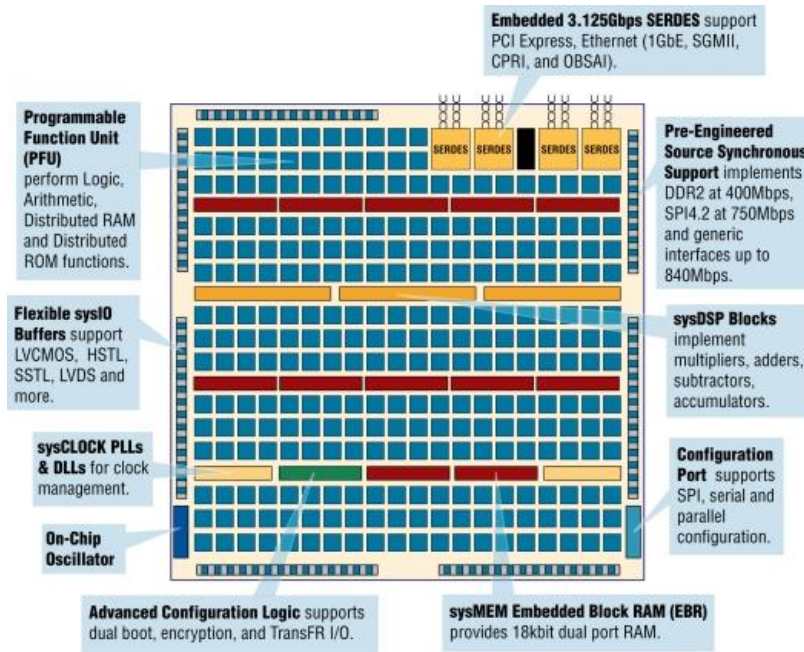 Embedded 3.125Gbps SERDES support
PCI Express, Ethernet (1GbE, SGMII,
CPRI, and OBSAI).
Programmable
Function Unit
(PFU)
perform Logic,
Arithmetic,
Distributed RAM
and Distributed
ROM functions.
SERDES SERDES SERDES SERDES
Pre-Engineered
Source Synchronous
Support implements
DDR2 at 400Mbps,
SPI4.2 at 750Mbps
and generic
interfaces up to
840Mbps.
Flexible sysIO
Buffers support
LVCMOS, HSTL,
SSTL, LVDS and
more.
sysDSP Blocks
implement
multipliers, adders,
subtractors,
accumulators.
sysCLOCK PLLs
& DLLs for clock
management.
Configuration
Port supports
SPI, serial and
parallel
configuration.
On-Chip
Oscillator
Advanced Configuration Logic supports
dual boot, encryption, and TransFR I/O.
sysMEM Embedded Block RAM (EBR)
provides 18kbit dual port RAM.